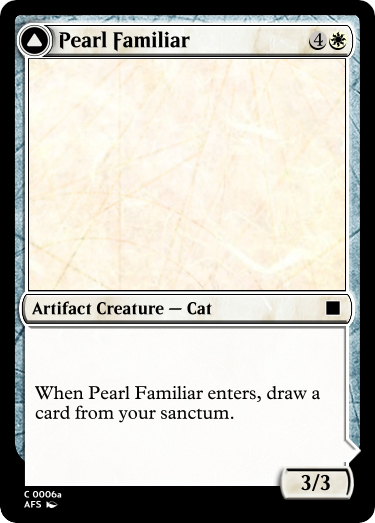 Pearl Familiar 4
Artifact Creature — Cat
When Pearl Familiar enters, draw a
card from your sanctum.
3/3
C 0006a
AFS